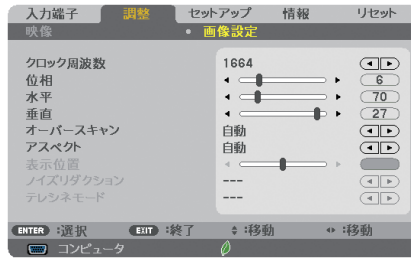 入力端子 調整 セットアップ 情報 リセット
映像 ● 画像設定
クロック周波数 1664
位相 6
水平 70
垂直 27
オーバースキャン 自動
アスペクト 自動
表示位置
ノイズリダクション ---
テレシネモード ---
ENTER :選択 EXIT :終了 :移動 :移動
コンピュータ